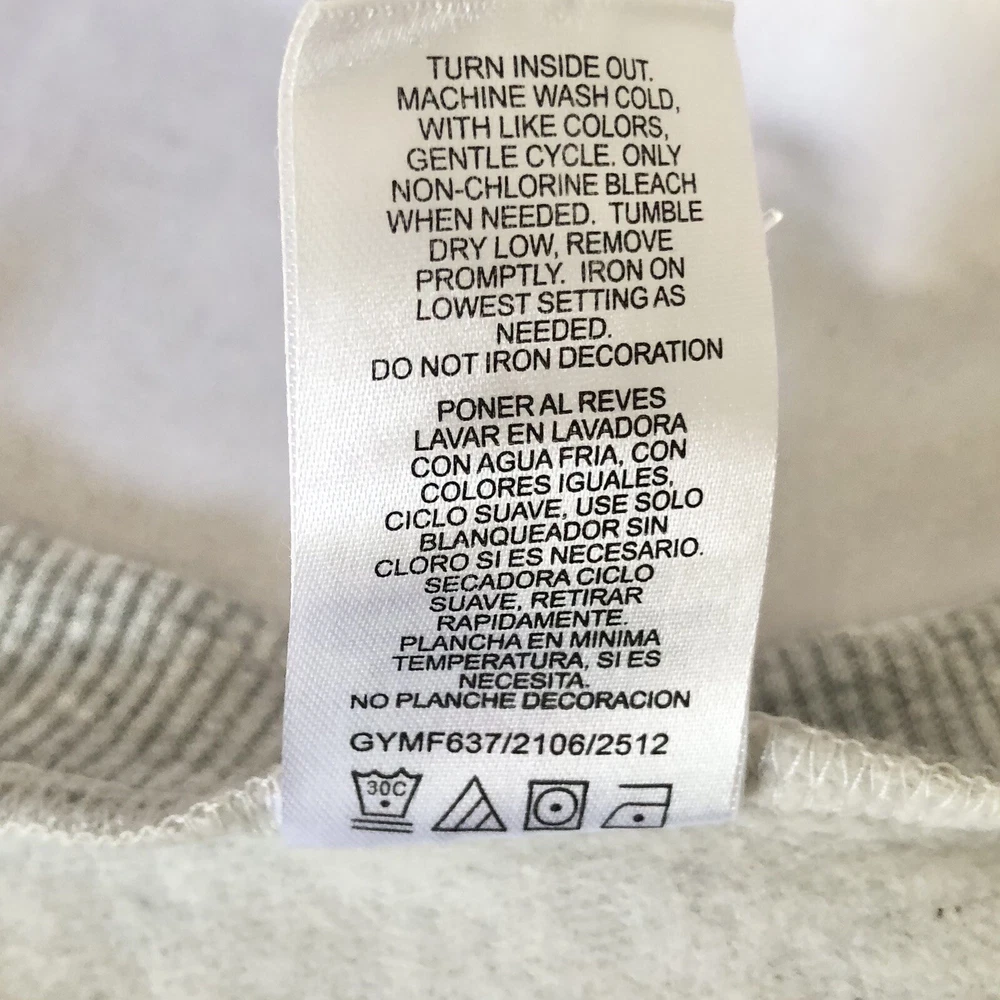 TURN INSIDE OUT.
MACHINE WASH COLD,
WITH LIKE COLORS,
GENTLE CYCLE. ONLY
NON-CHLORINE BLEACH
WHEN NEEDED. TUMBLE
DRY LOW, REMOVE
PROMPTLY. IRON ON
LOWEST SETTING AS
NEEDED.
DO NOT IRON DECORATION
PONER AL REVES
LAVAR EN LAVADORA
CON AGUA FRIA, CON
COLORES IGUALES,
CICLO SUAVE, USE SOLO
BLANQUEADOR SIN
CLORO SI ES NECESARIO.
SECADORA CICLO
SUAVE, RETIRAR
RAPIDAMENTE.
PLANCHA EN MINIMA
TEMPERATURA, SI ES
NECESITA.
NO PLANCHE DECORACION
GYMF637/2106/2512
30C